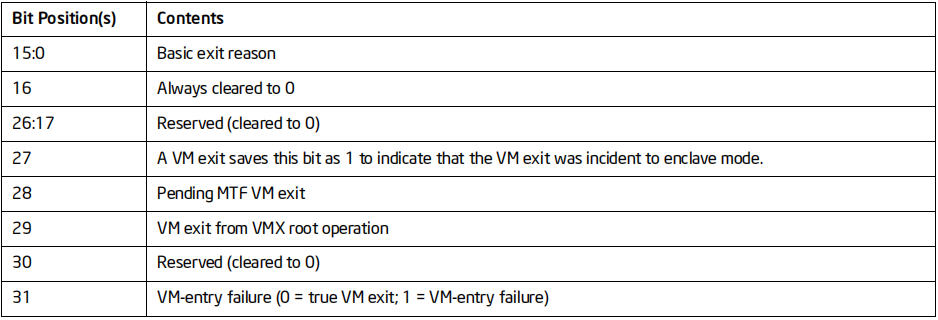 Bit Position(s) Contents
15:0 Basic exit reason
16 Always cleared to 0
26:17 Reserved (cleared to 0)
27 A VM exit saves this bit as 1 to indicate that the VM exit was incident to enclave mode.
28 Pending MTF VM exit
29 VM exit from VMX root operation
30 Reserved (cleared to 0)
31 VM-entry failure (0 = true VM exit; 1 = VM-entry failure)